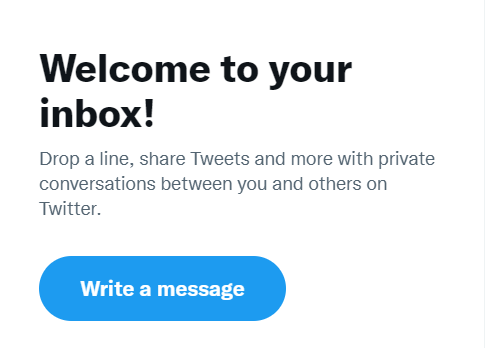 Welcome to your
inbox!
Drop a line, share Tweets and more with private
conversations between you and others on
Twitter.
Write a message